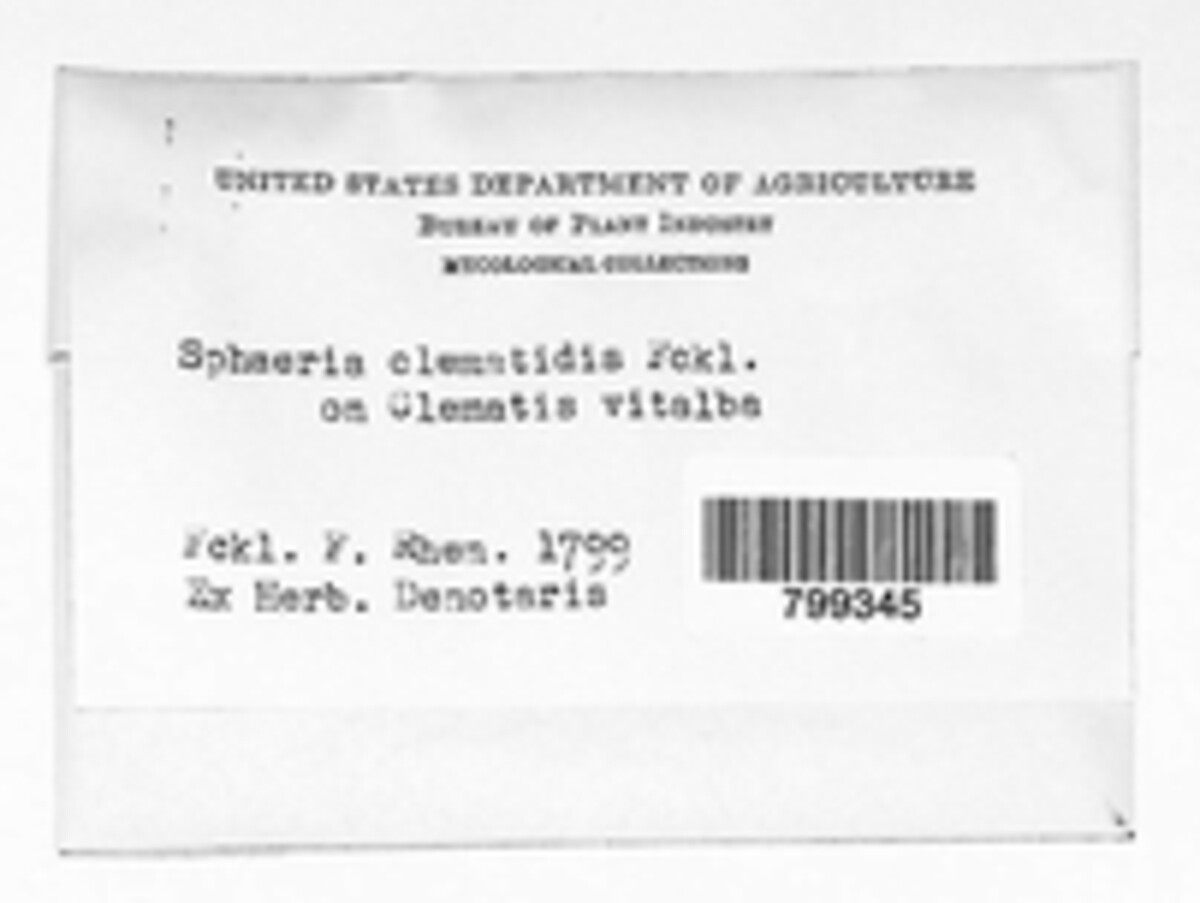 UNITED STATES DEPARTMENT OF AGRICULTURE
BUREAU OF PLANT INDUSTRY
MYCOLOGICAL COLLECTIONS
Sphaeria clematidis Fckl.
on Clematis vitalba
Fckl. F. Rhen. 1799
Ex Herb. Denotaris
799345